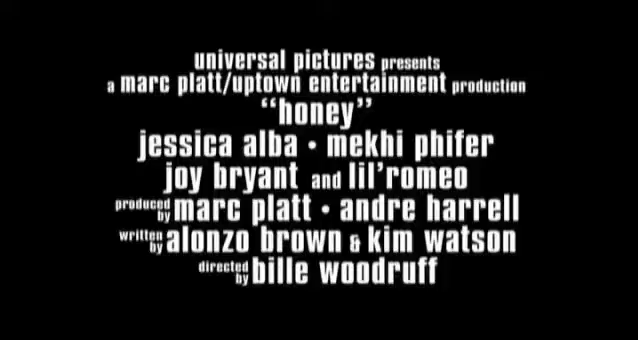 universal pictures presents
a marc platt/uptown entertainment production
“honey”
jessica alba • mekhi phifer
joy bryant and lil’romeo
produced by marc platt • andre harrell
written by alonzo brown & kim watson
directed by bille woodruff